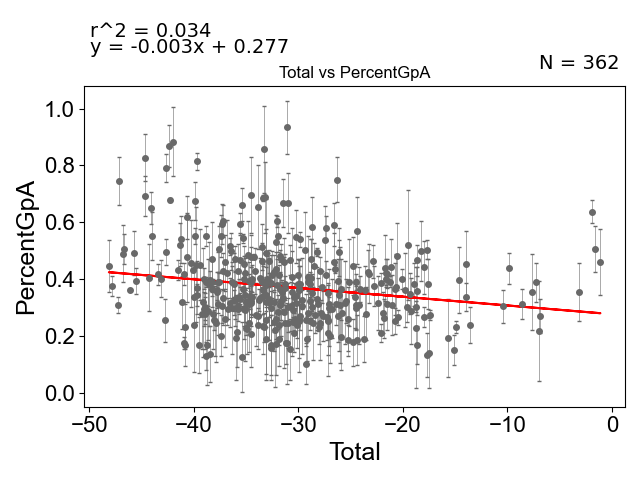 r^2 = 0.034
y = -0.003x + 0.277
N = 362
Total vs PercentGpA
PercentGpA
1.0
0.8
0.6
0.4
0.2
0.0
−50
−40
−30
−20
−10
0
Total